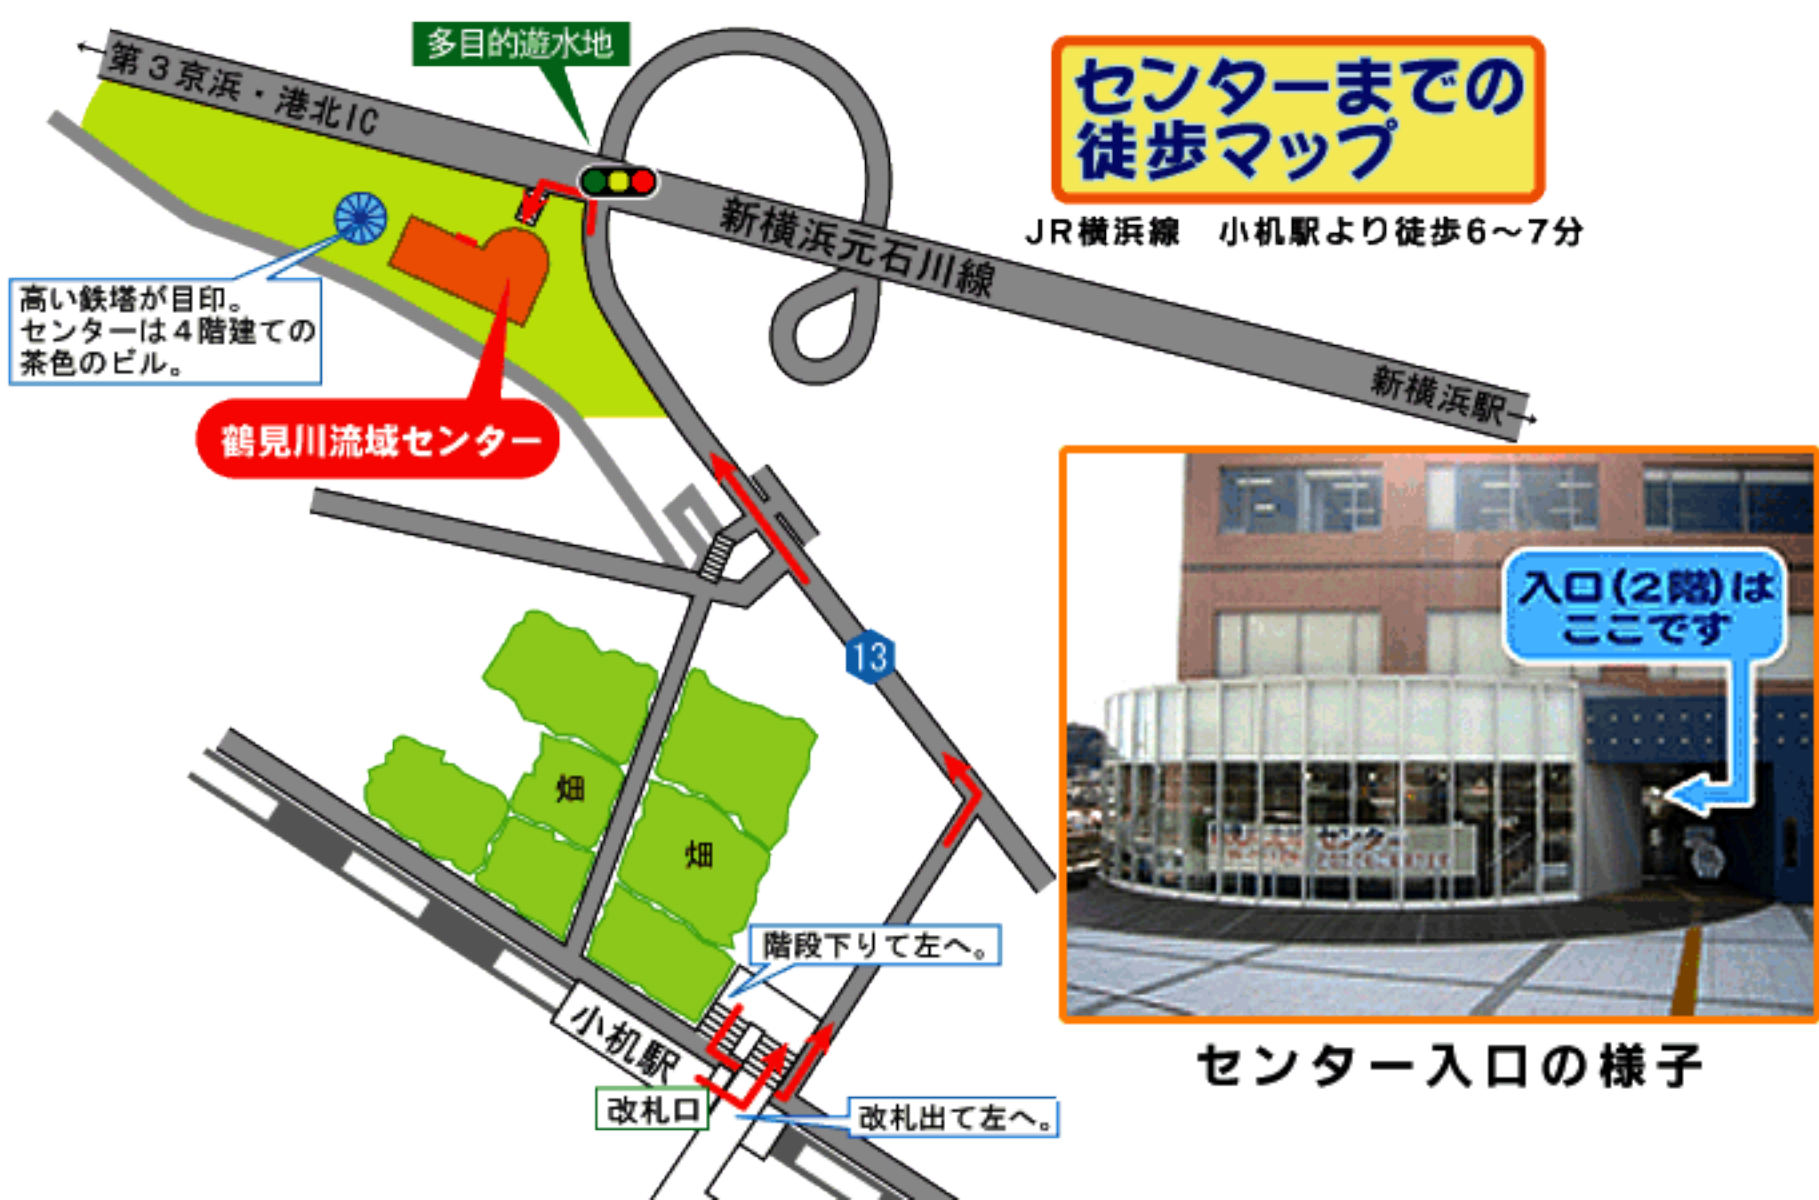 多目的遊水地
第3京浜・港北IC
センターまでの
徒歩マップ
JR横浜線　小机駅より徒歩6〜7分
新横浜元石川線
新横浜駅
高い鉄塔が目印。
センターは4階建ての
茶色のビル。
鶴見川流域センター
13
畑
畑
階段下りて左へ。
小机駅
改札口
改札出て左へ。
入口(2階)は
ここです
センター
センター入口の様子